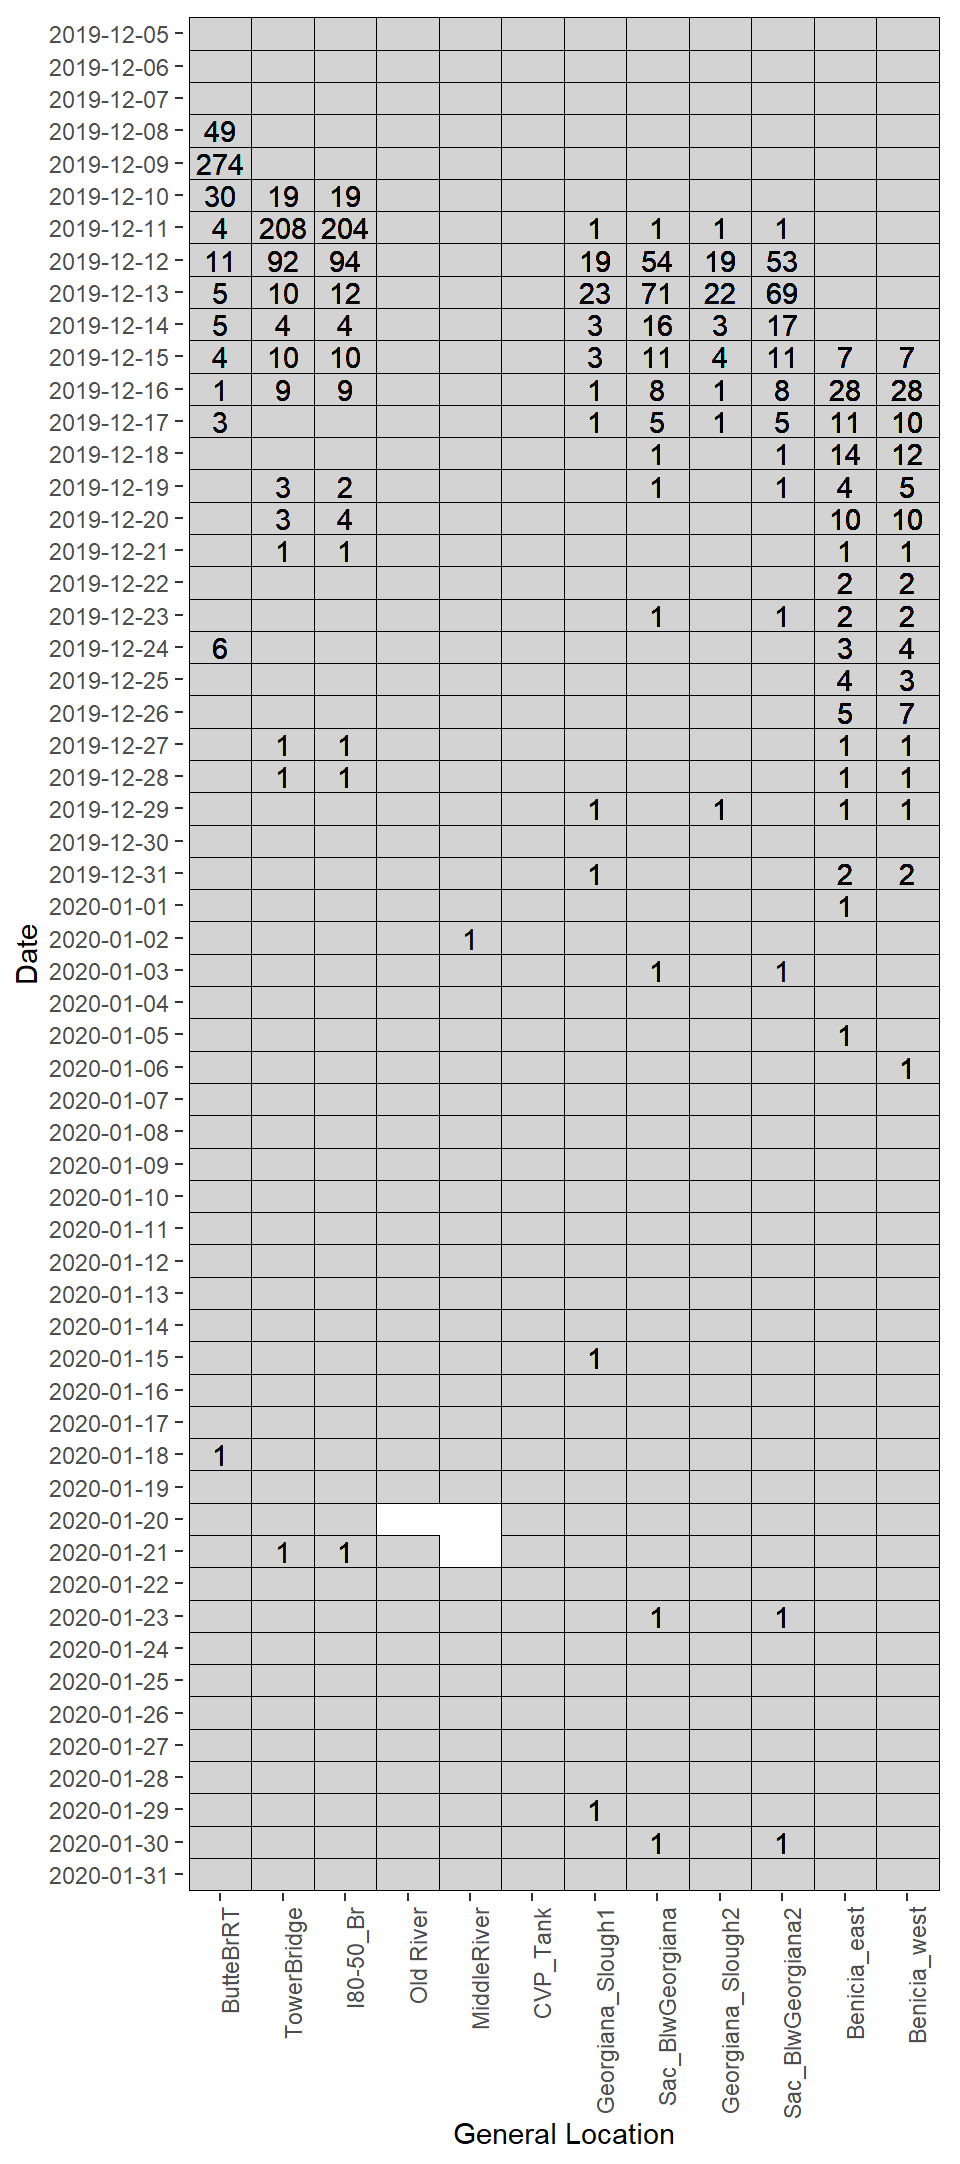 2019-12-05
2019-12-06
2019-12-07
2019-12-08 49
2019-12-09 274
2019-12-10 30 19 19
2019-12-11 4 208 204 1 1 1 1
2019-12-12 11 92 94 19 54 19 53
2019-12-13 5 10 12 23 71 22 69
2019-12-14 5 4 4 3 16 3 17
2019-12-15 4 10 10 3 11 4 11 7 7
2019-12-16 1 9 9 1 8 1 8 28 28
2019-12-17 3 1 5 1 5 11 10
2019-12-18 1 1 14 12
2019-12-19 3 2 1 1 4 5
2019-12-20 3 4 10 10
2019-12-21 1 1 1 1
2019-12-22 2 2
2019-12-23 1 1 2 2
2019-12-24 6 3 4
2019-12-25 4 3
2019-12-26 5 7
2019-12-27 1 1 1 1
2019-12-28 1 1 1 1
2019-12-29 1 1 1 1
2019-12-30
2019-12-31 1 2 2
2020-01-01 1
2020-01-02 1
2020-01-03 1 1
2020-01-04
2020-01-05 1
2020-01-06 1
2020-01-07
2020-01-08
2020-01-09
2020-01-10
2020-01-11
2020-01-12
2020-01-13
2020-01-14
2020-01-15 1
2020-01-16
2020-01-17
2020-01-18 1
2020-01-19
2020-01-20
2020-01-21 1 1
2020-01-22
2020-01-23 1 1
2020-01-24
2020-01-25
2020-01-26
2020-01-27
2020-01-28
2020-01-29 1
2020-01-30 1 1
2020-01-31
Date
ButteBrRT
TowerBridge
I80-50_Br
Old River
MiddleRiver
CVP_Tank
Georgiana_Slough1
Sac_BlwGeorgiana
Georgiana_Slough2
Sac_BlwGeorgiana2
Benicia_east
Benicia_west
General Location